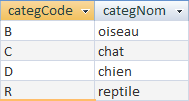 categCode categNom
B oiseau
C chat
D chien
R reptile